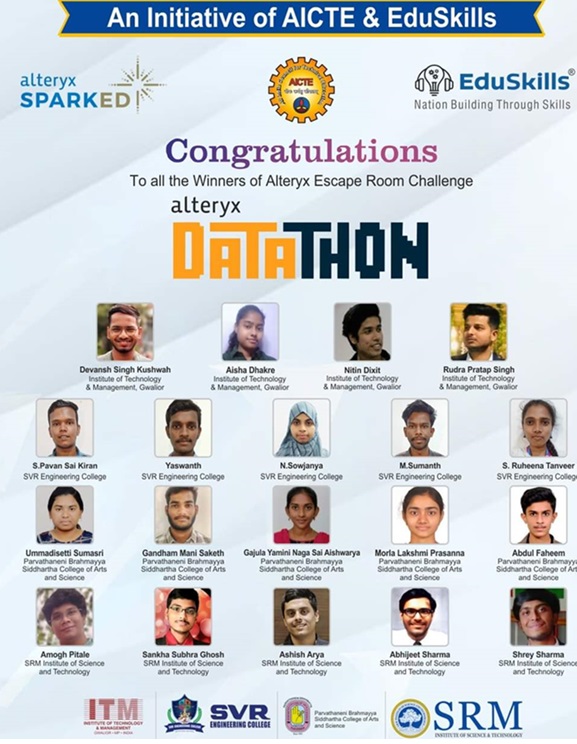 An Initiative of AICTE & EduSkills
alteryx
SPARKED
AICTE
EduSkills®
Nation Building Through Skills
Congratulations
To all the Winners of Alteryx Escape Room Challenge
alteryx
DATATHON
Devansh Singh Kushwah
Institute of Technology
& Management, Gwalior
Aisha Dhakre
Institute of Technology
& Management, Gwalior
Nitin Dixit
Institute of Technology
& Management, Gwalior
Rudra Pratap Singh
Institute of Technology
& Management, Gwalior
S.Pavan Sai Kiran
SVR Engineering College
Yaswanth
SVR Engineering College
N.Sowjanya
SVR Engineering College
M.Sumanth
SVR Engineering College
S. Ruheena Tanveer
SVR Engineering College
Ummadisetti Sumasri
Parvathaneni Brahmayya
Siddhartha College of Arts
and Science
Gandham Mani Saketh
Parvathaneni Brahmayya
Siddhartha College of Arts
and Science
Gajula Yamini Naga Sai Aishwarya
Parvathaneni Brahmayya
Siddhartha College of Arts
and Science
Morla Lakshmi Prasanna
Parvathaneni Brahmayya
Siddhartha College of Arts
and Science
Abdul Faheem
Parvathaneni Brahmayya
Siddhartha College of Arts
and Science
Amogh Pitale
SRM Institute of Science
and Technology
Sankha Subhra Ghosh
SRM Institute of Science
and Technology
Ashish Arya
SRM Institute of Science
and Technology
Abhijeet Sharma
SRM Institute of Science
and Technology
Shrey Sharma
SRM Institute of Science
and Technology
ITM
INSTITUTE OF TECHNOLOGY
& MANAGEMENT
GWALIOR • MP • INDIA
SVR
ENGINEERING COLLEGE
Parvathaneni Brahmayya
Siddhartha College of Arts
and Science
SRM
INSTITUTE OF SCIENCE & TECHNOLOGY